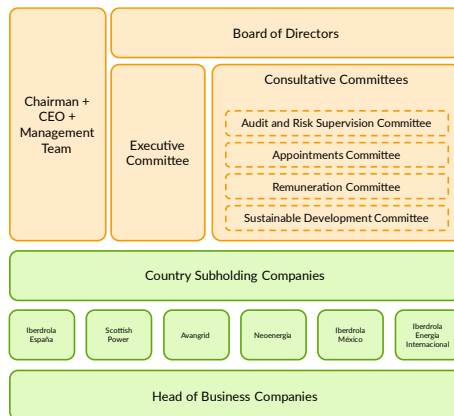 Board of Directors
Chairman +
CEO +
Management
Team
Executive
Committee
Consultative Committees
Audit and Risk Supervision Committee
Appointments Committee
Remuneration Committee
Sustainable Development Committee
Country Subholding Companies
Iberdrola
España
Scottish
Power
Avangrid
Neoenergia
Iberdrola
México
Iberdrola
Energía
Internacional
Head of Business Companies